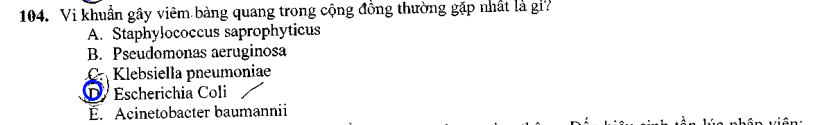 104. Vi khuẩn gây viêm bàng quang trong cộng đồng thường gặp nhất là gì?
A. Staphylococcus saprophyticus
B. Pseudomonas aeruginosa
C. Klebsiella pneumoniae
D. Escherichia Coli
E. Acinetobacter baumannii